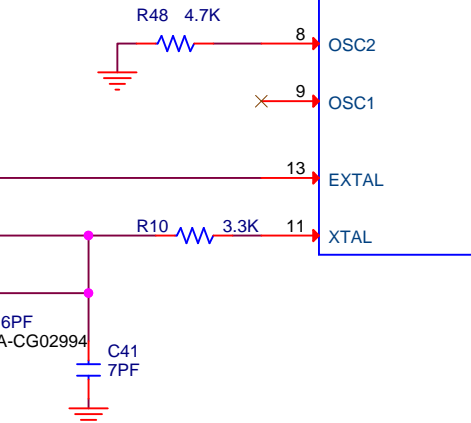 R48 4.7K
8
OSC2
9
OSC1
13
EXTAL
R10 3.3K
11
XTAL
6PF
A-CG02994
C41
7PF